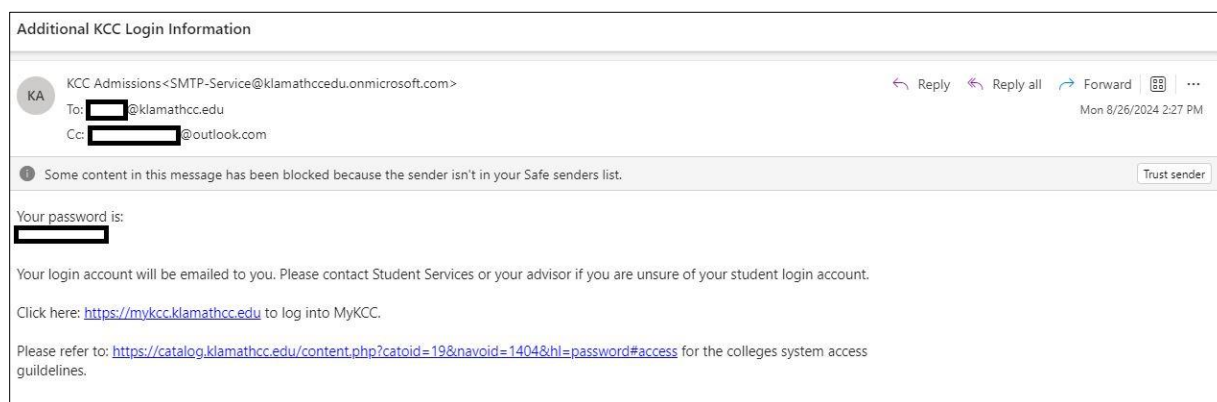 Additional KCC Login Information
KA
KCC Admissions<SMTP-Service@klamathccedu.onmicrosoft.com>
Reply
Reply all
Forward
To: @klamathcc.edu
Mon 8/26/2024 2:27 PM
Cc: @outlook.com
Some content in this message has been blocked because the sender isn't in your Safe senders list.
Trust sender
Your password is:
Your login account will be emailed to you. Please contact Student Services or your advisor if you are unsure of your student login account.
Click here: https://mykcc.klamathcc.edu to log into MyKCC.
Please refer to: https://catalog.klamathcc.edu/content.php?catoid=19&navoid=1404&hl=password#access for the colleges system access
guildelines.